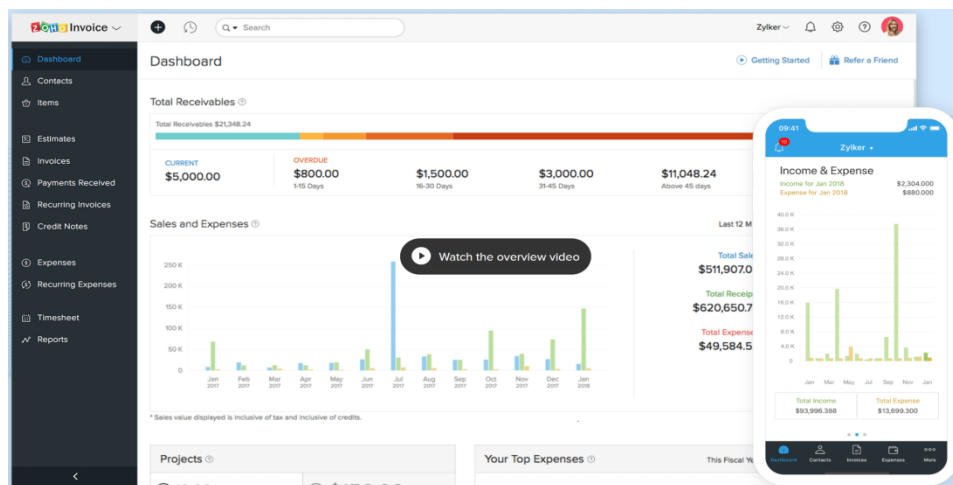 ZOHO Invoice
Search
Zylker
Dashboard
Contacts
Items
Estimates
Invoices
Payments Received
Recurring Invoices
Credit Notes
Expenses
Recurring Expenses
Timesheet
Reports
Dashboard
Getting Started
Refer a Friend
Total Receivables
Total Receivables $21,348.24
CURRENT
$5,000.00
OVERDUE
$800.00
1-15 Days
$1,500.00
16-30 Days
$3,000.00
31-45 Days
$11,048.24
Above 45 days
Sales and Expenses
Last 12 M
Watch the overview video
250 K
200 K
150 K
100 K
50 K
0
Jan 2017 Feb 2017 Mar 2017 Apr 2017 May 2017 Jun 2017 Jul 2017 Aug 2017 Sep 2017 Oct 2017 Nov 2017 Dec 2017 Jan 2018
Total Sale
$511,907.0
Total Receip
$620,650.7
Total Expense
$49,584.5
* Sales value displayed is inclusive of tax and inclusive of credits.
Projects
Your Top Expenses
This Fiscal Ye
09:41
10
Zylker
Income & Expense
Income for Jan 2018 $2,304.000
Expense for Jan 2018 $880.000
40.0 K
36.0 K
32.0 K
28.0 K
24.0 K
20.0 K
16.0 K
12.0 K
8.0 K
4.0 K
0
Jan Mar May Jul Sep Nov Jan
Total Income
$93,996.388
Total Expense
$13,699.300
Dashboard Contacts Invoices Expenses More